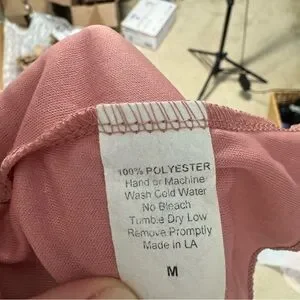 100% POLYESTER
Hand or Machine
Wash Cold Water
No Bleach
Tumble Dry Low
Remove Promptly
Made in LA
M